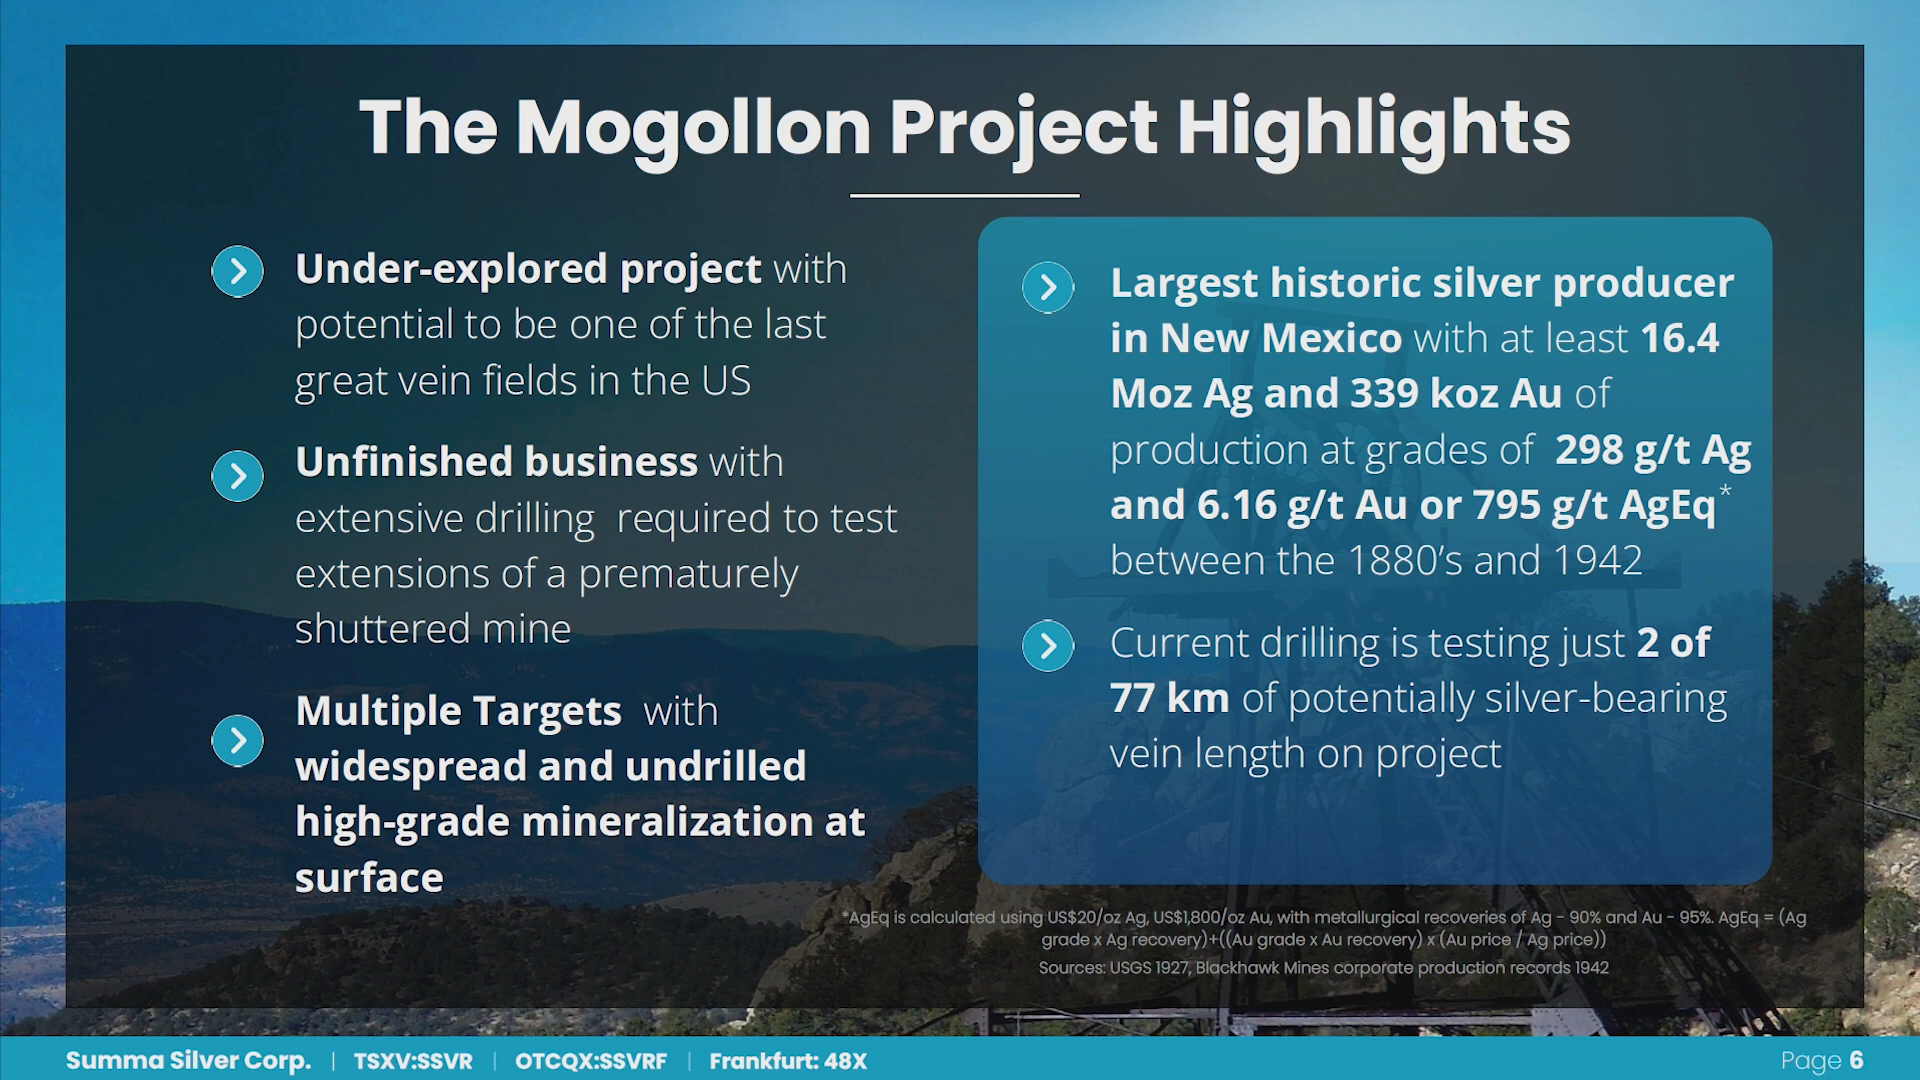 The Mogollon Project Highlights
Under-explored project with
potential to be one of the last
great vein fields in the US
Unfinished business with
extensive drilling required to test
extensions of a prematurely
shuttered mine
Multiple Targets with
widespread and undrilled
high-grade mineralization at
surface
Largest historic silver producer
in New Mexico with at least 16.4
Moz Ag and 339 koz Au of
production at grades of 298 g/t Ag
and 6.16 g/t Au or 795 g/t AgEq*
between the 1880’s and 1942
Current drilling is testing just 2 of
77 km of potentially silver-bearing
vein length on project
*AgEq is calculated using US$20/oz Ag, US$1,800/oz Au, with metallurgical recoveries of Ag - 90% and Au - 95%. AgEq = (Ag
grade x Ag recovery)+((Au grade x Au recovery) x (Au price / Ag price))
Sources: USGS 1927, Blackhawk Mines corporate production records 1942
Summa Silver Corp. | TSXV:SSVR | OTCQX:SSVRF | Frankfurt: 48X
Page 6